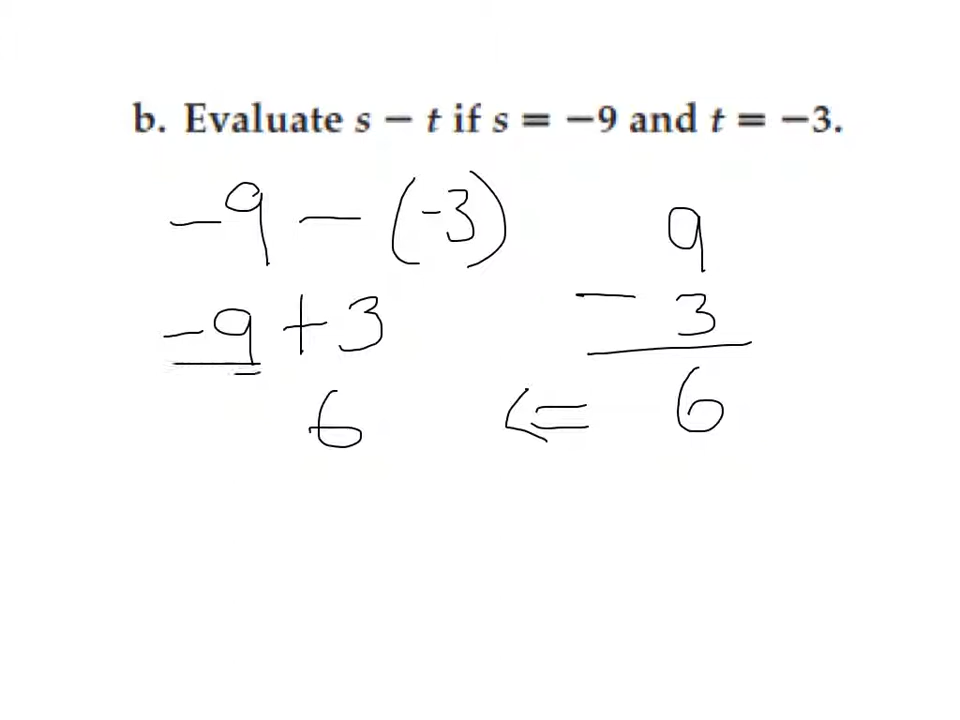 b. Evaluate s − t if s = −9 and t = −3.
−9 − (−3)
−9 + 3
6
9
− 3
6
⇐